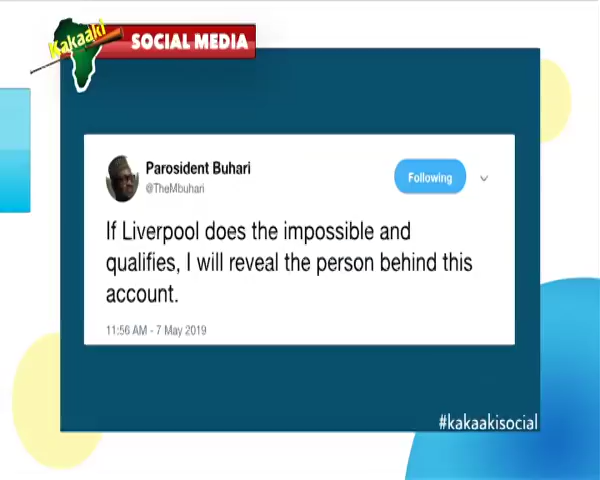 Kakaaki
SOCIAL MEDIA
Parosident Buhari
@TheMbuhari
Following
If Liverpool does the impossible and
qualifies, I will reveal the person behind this
account.
11:56 AM - 7 May 2019
#kakaakisocial